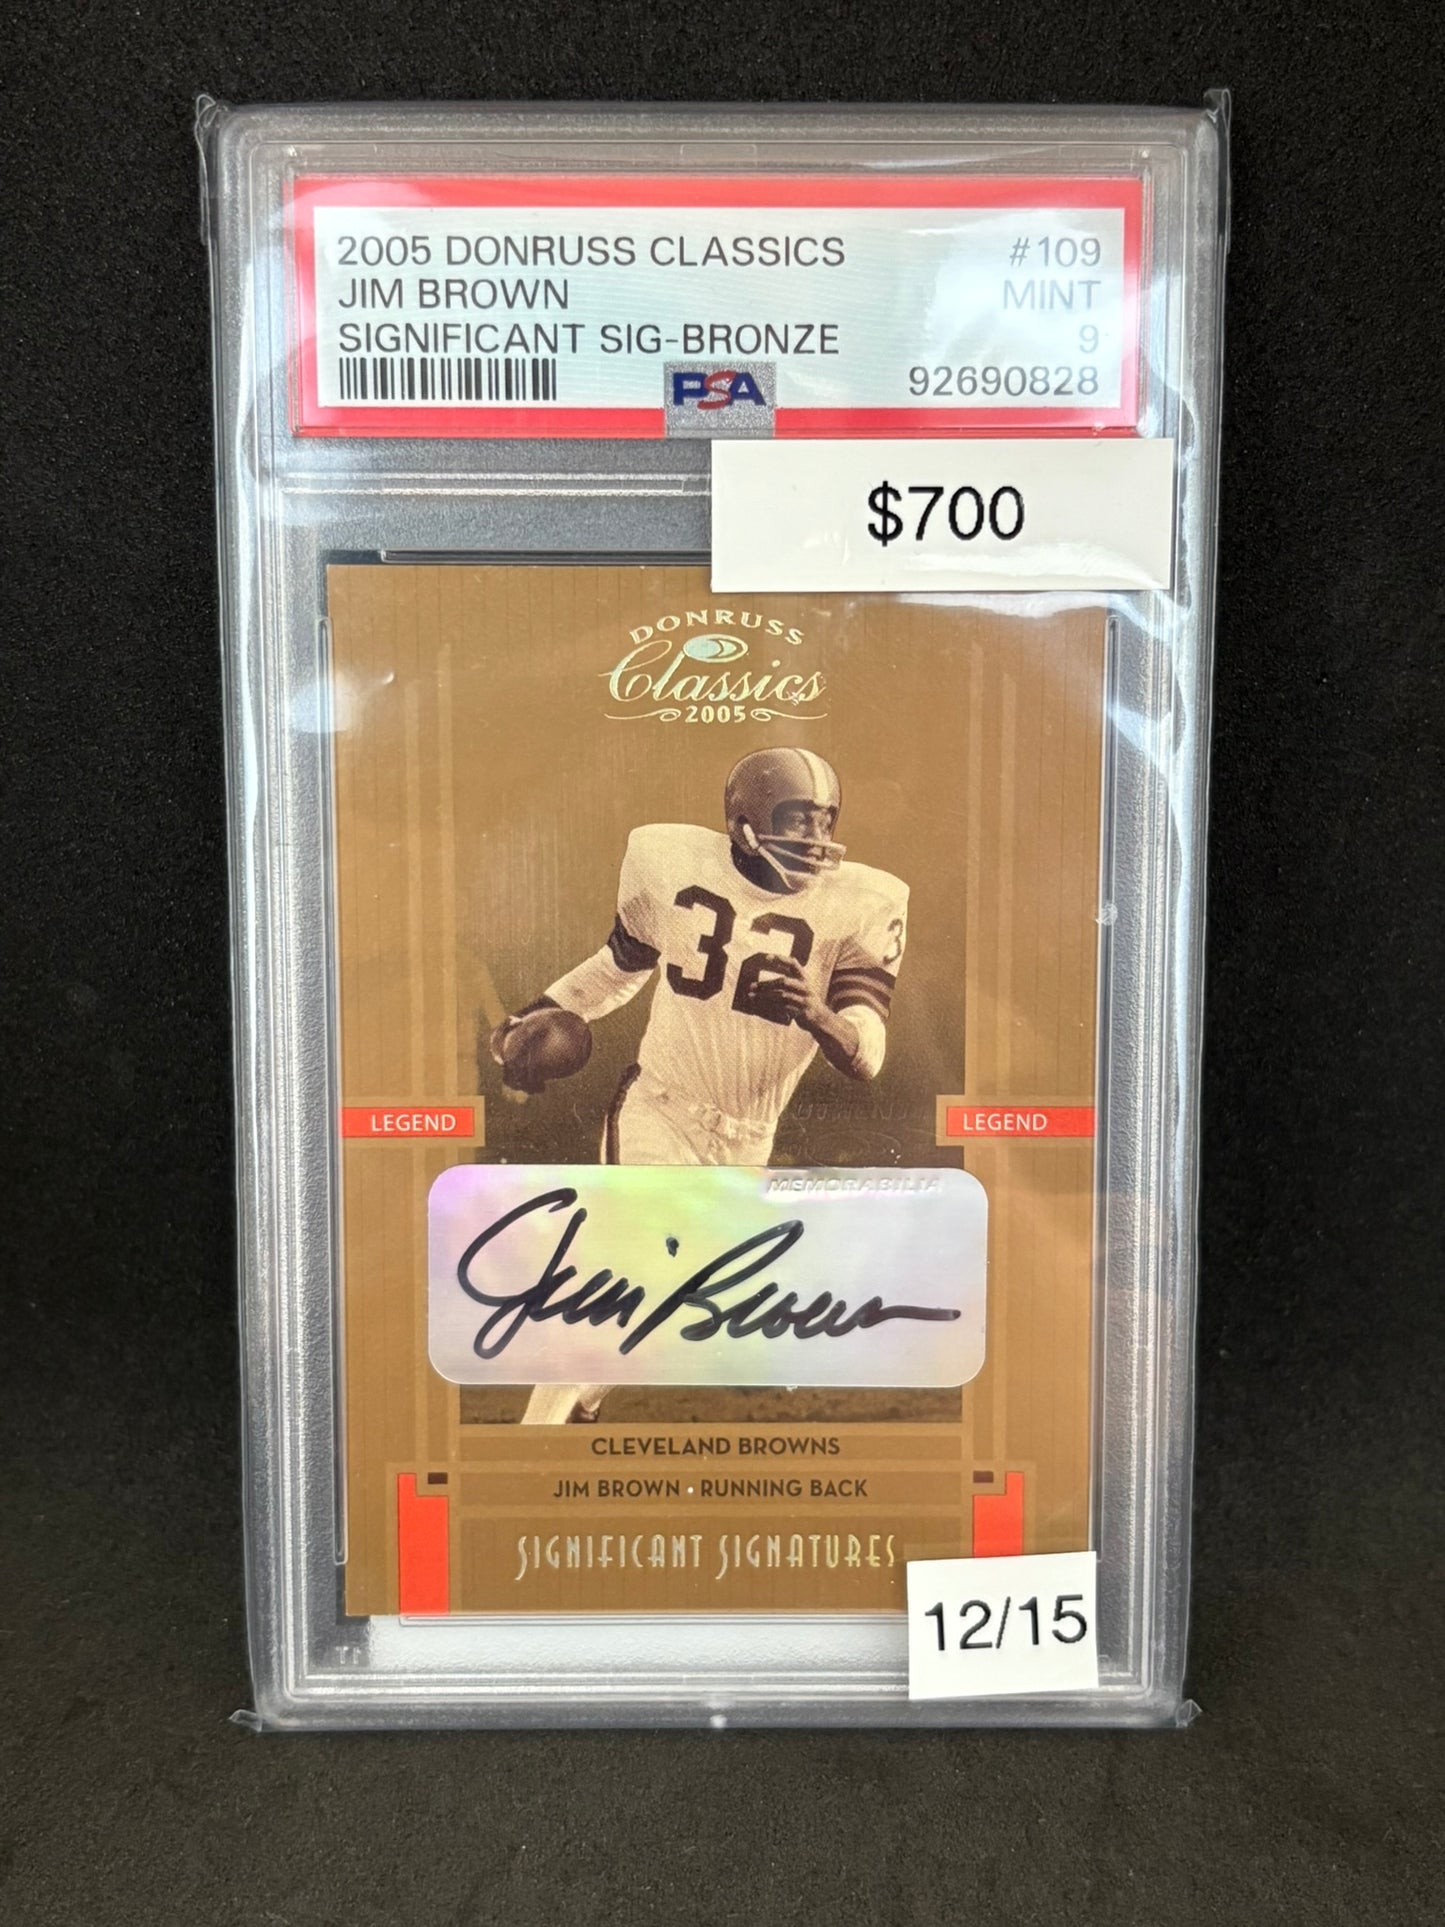 2005 DONRUSS CLASSICS #109
JIM BROWN MINT
SIGNIFICANT SIG-BRONZE 9
PSA 92690828
$700
DONRUSS
Classics
2005
32
32
LEGEND LEGEND
MEMORABILIA
Jim Brown
CLEVELAND BROWNS
JIM BROWN • RUNNING BACK
SIGNIFICANT SIGNATURES
12/15